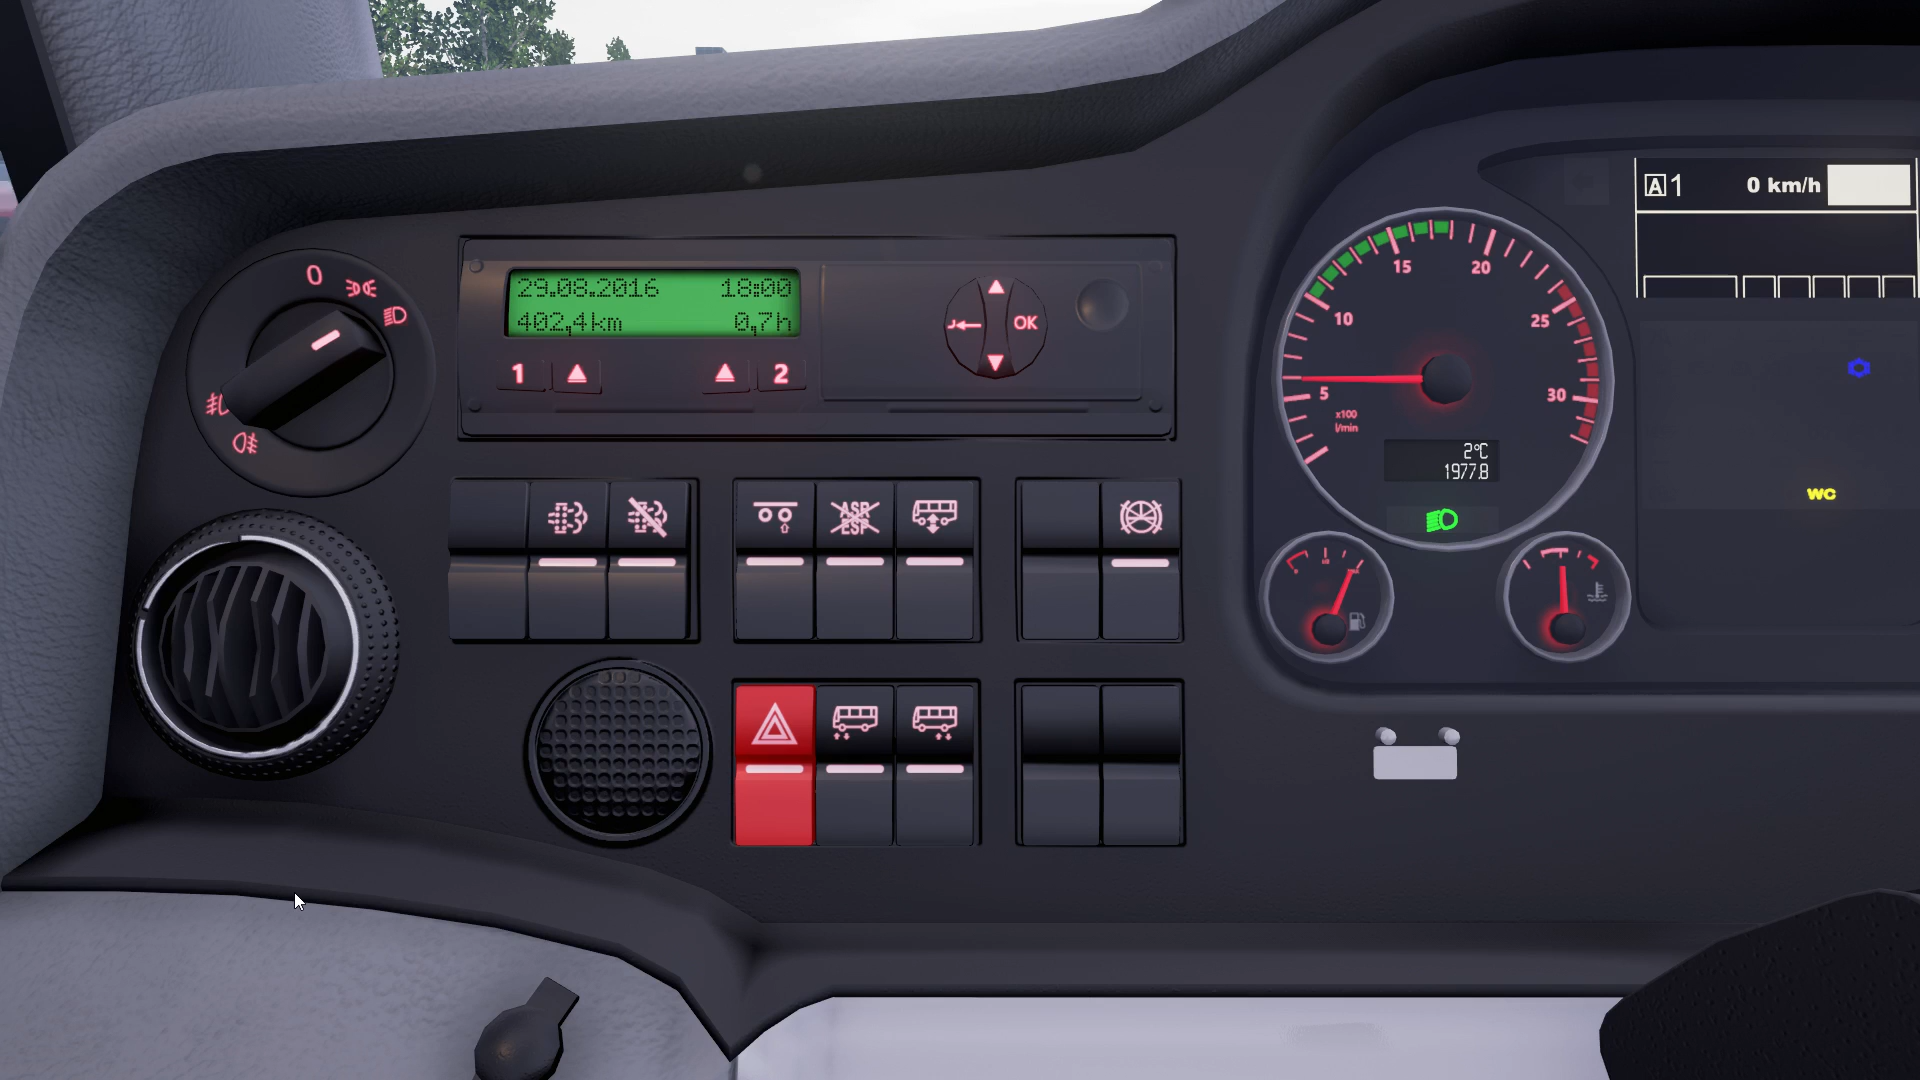 0
29.08.2016 18:00
402,4km 0,7h
1 2
OK
ASR
ESP
5
10
15
20
25
30
x100
l/min
2°C
1977.8
A 1 0 km/h
WC